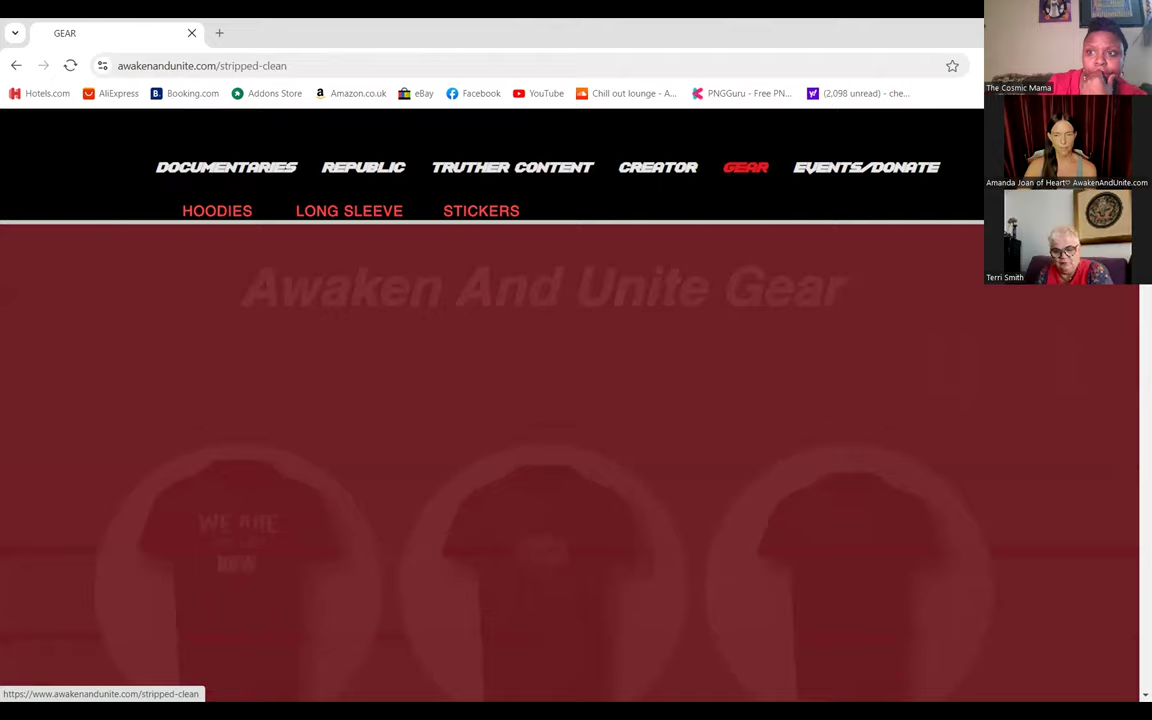 GEAR
awakenandunite.com/stripped-clean
Hotels.com AliExpress Booking.com Addons Store Amazon.co.uk eBay Facebook YouTube Chill out lounge - A... PNGGuru - Free PN... (2,098 unread) - che...
DOCUMENTARIES REPUBLIC TRUTHER CONTENT CREATOR GEAR EVENTS/DONATE
HOODIES LONG SLEEVE STICKERS
Awaken And Unite Gear
WE ARE
NOW
https://www.awakenandunite.com/stripped-clean
The Cosmic Mama
Amanda Joan of Heart♡ AwakenAndUnite.com
Terri Smith